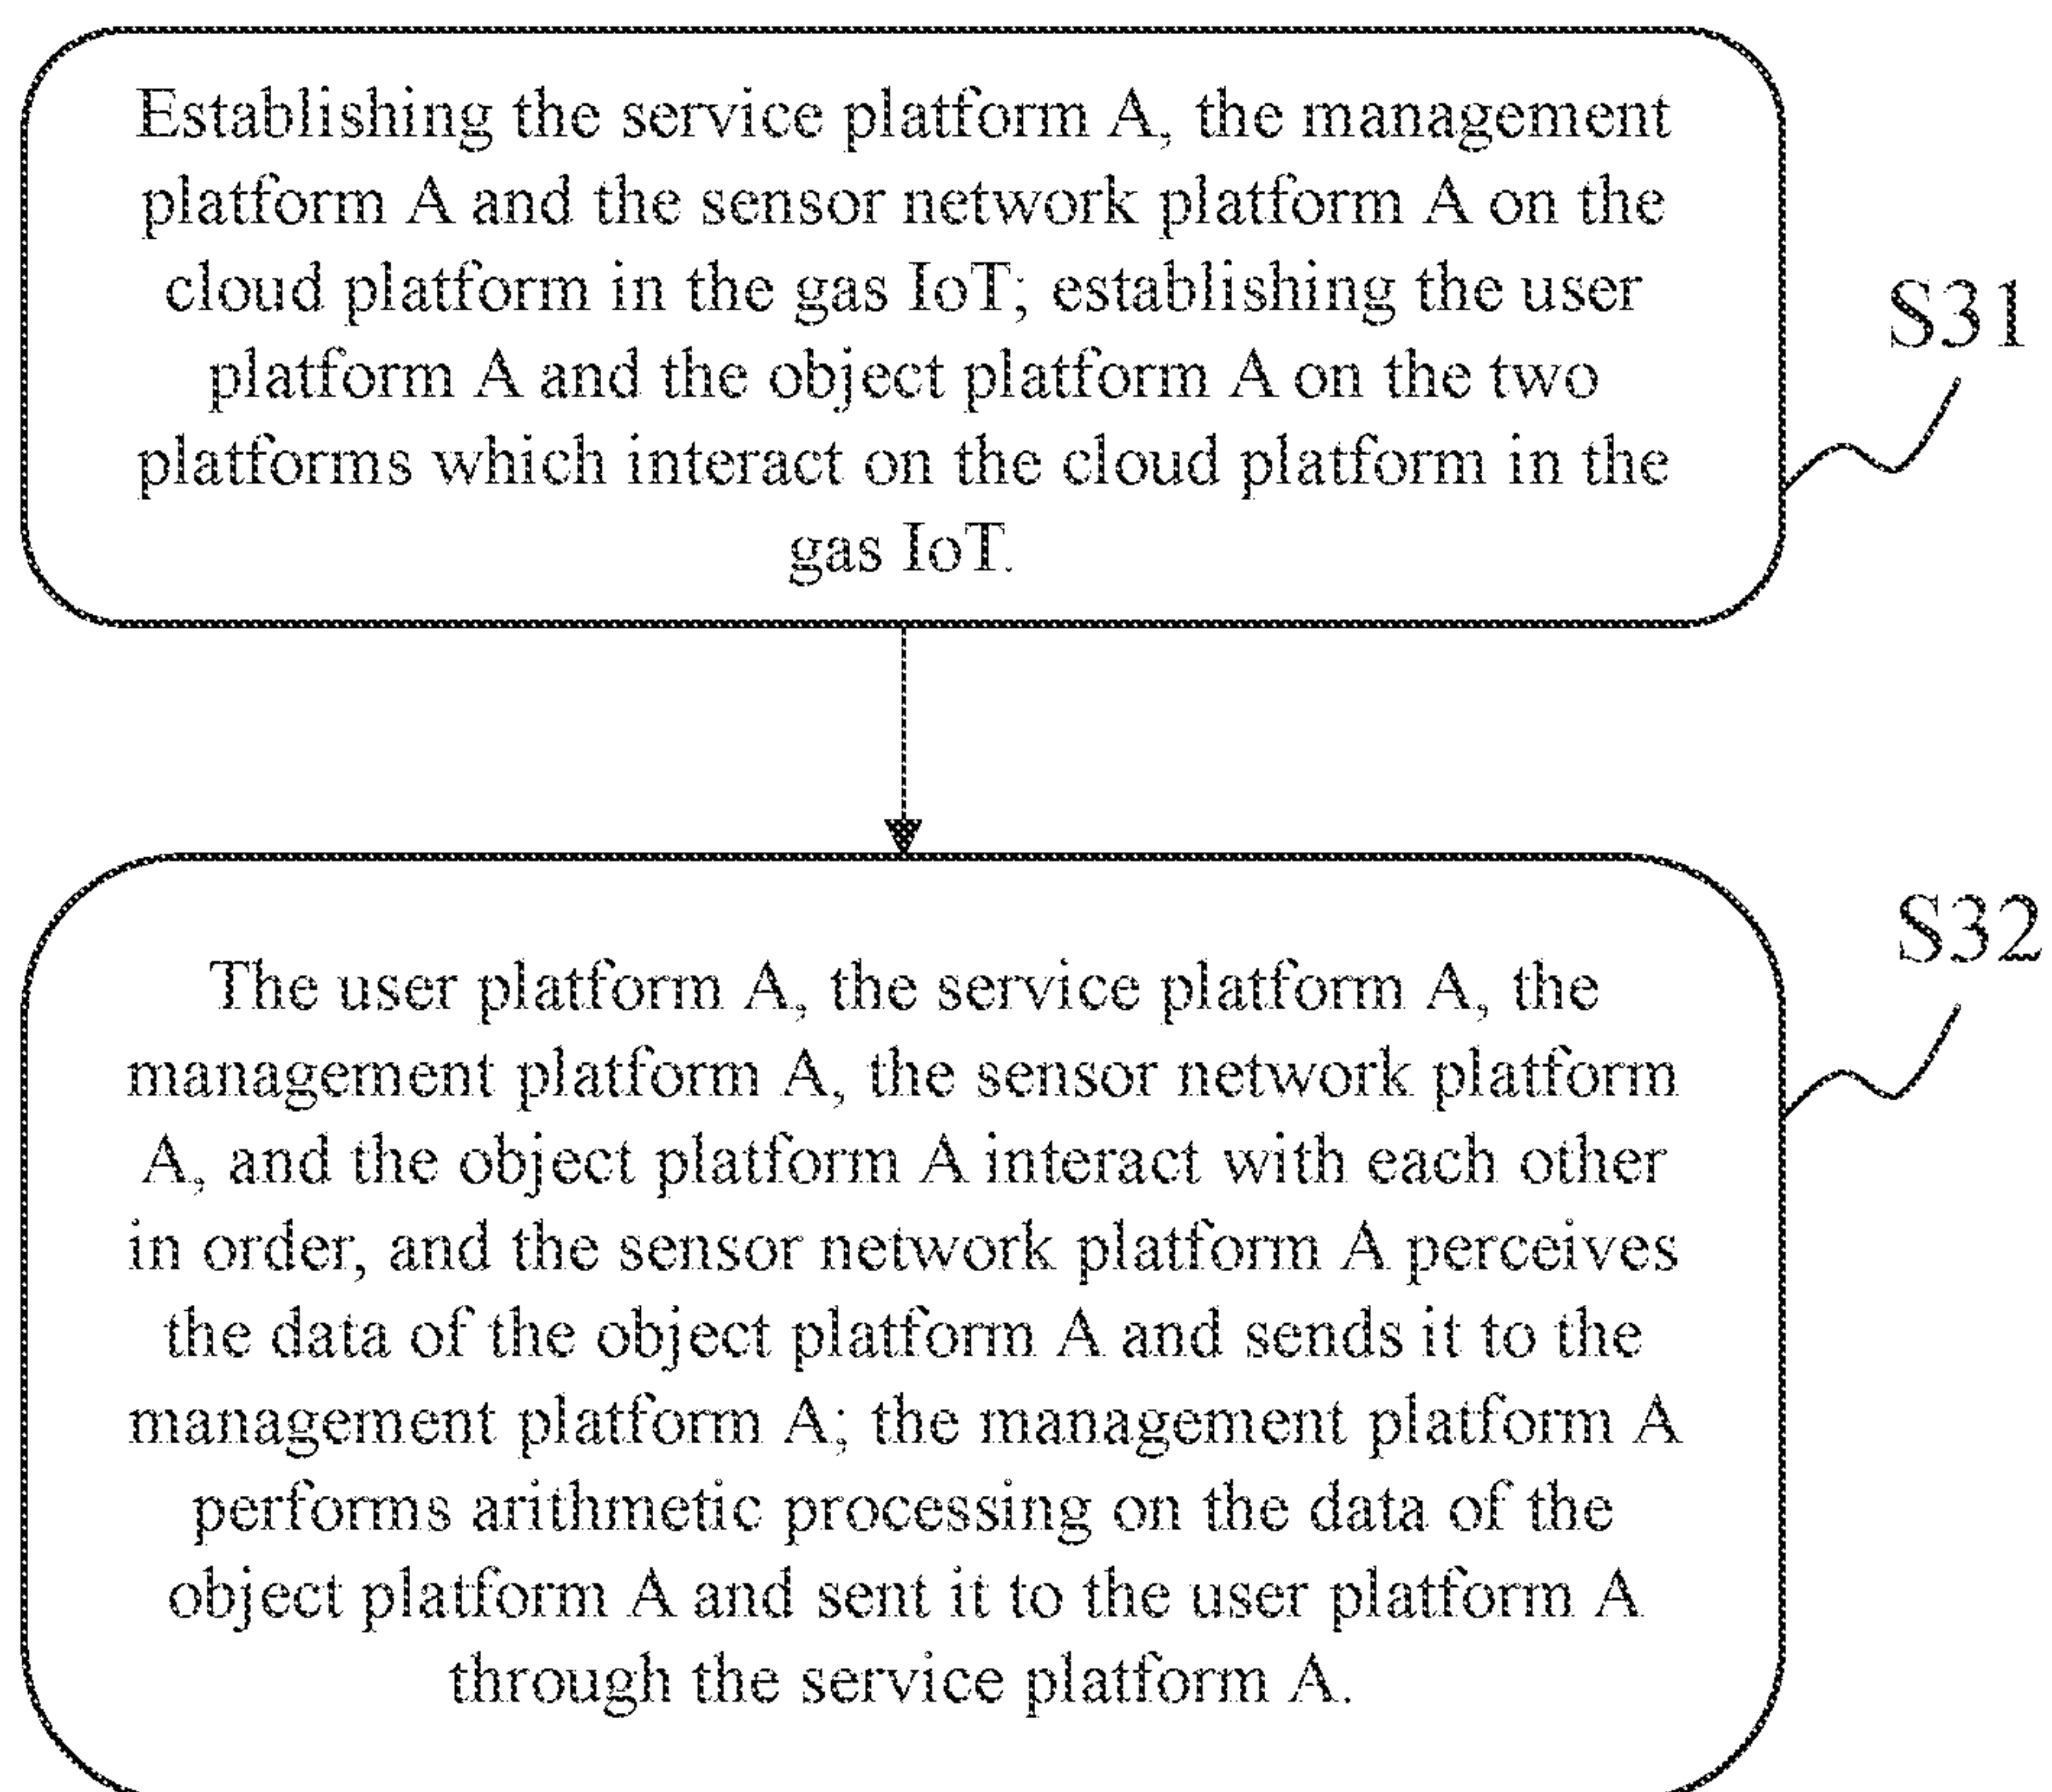 Establishing the service platform A, the management
platform A and the sensor network platform A on the
cloud platform in the gas IoT; establishing the user
platform A and the object platform A on the two
platforms which interact on the cloud platform in the
gas IoT.
S31
S32
The user platform A, the service platform A, the
management platform A, the sensor network platform
A, and the object platform A interact with each other
in order, and the sensor network platform A perceives
the data of the object platform A and sends it to the
management platform A; the management platform A
performs arithmetic processing on the data of the
object platform A and sent it to the user platform A
through the service platform A.